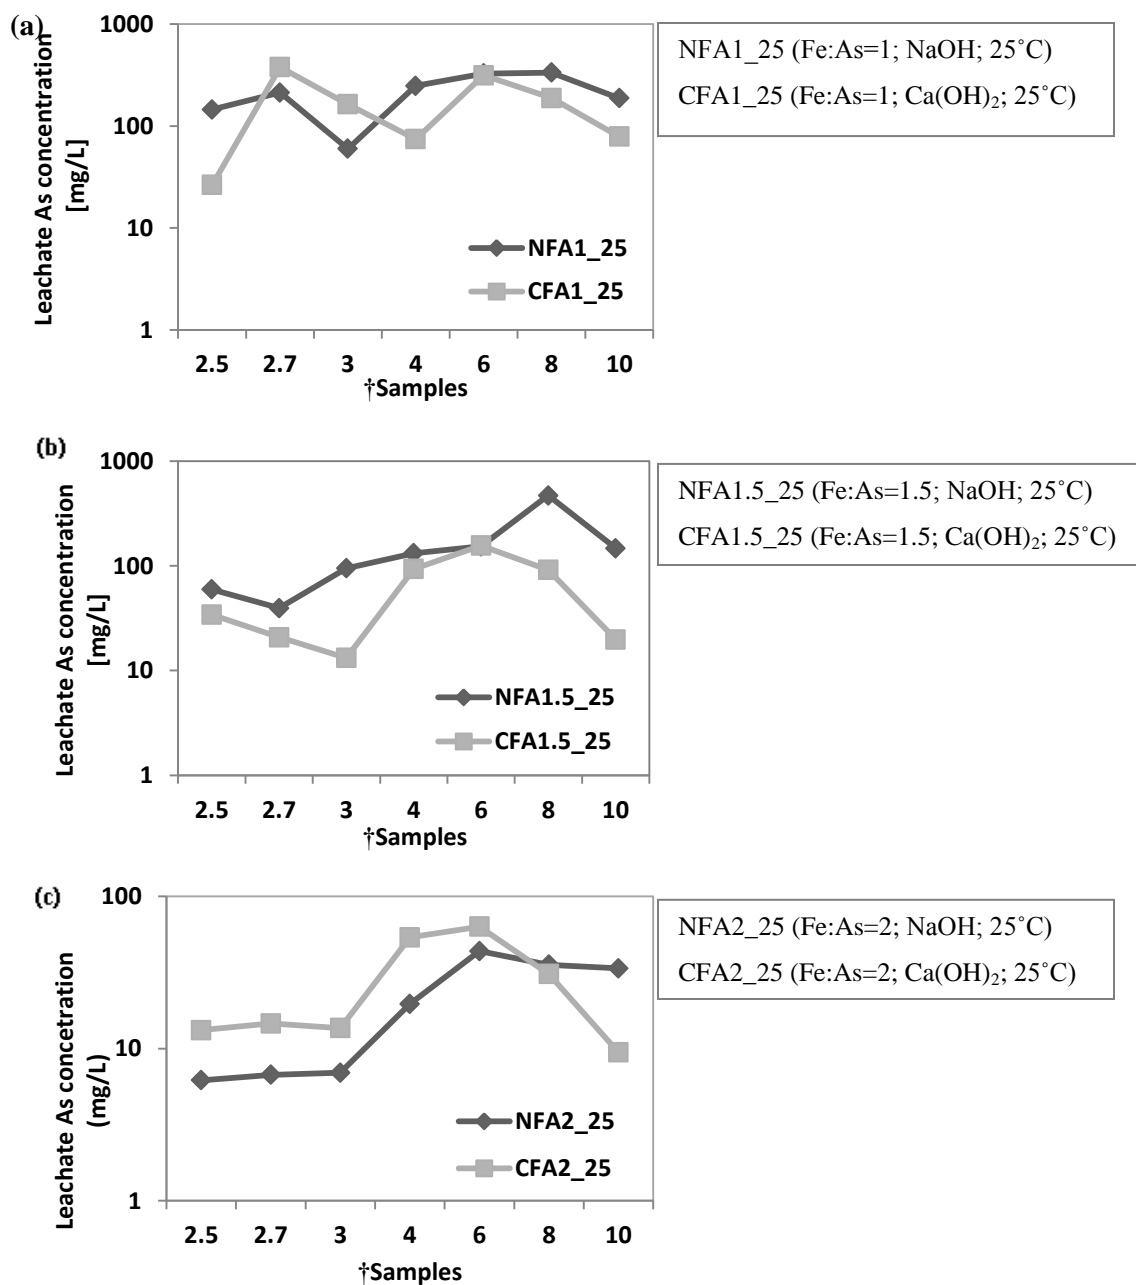 (a)
1000
100
10
1
Leachate As concentration
[mg/L]
NFA1_25
CFA1_25
2.5 2.7 3 4 6 8 10
†Samples
NFA1_25 (Fe:As=1; NaOH; 25˚C)
CFA1_25 (Fe:As=1; Ca(OH)₂; 25˚C)
(b)
1000
100
10
1
Leachate As concentration
[mg/L]
NFA1.5_25
CFA1.5_25
2.5 2.7 3 4 6 8 10
†Samples
NFA1.5_25 (Fe:As=1.5; NaOH; 25˚C)
CFA1.5_25 (Fe:As=1.5; Ca(OH)₂; 25˚C)
(c)
100
10
1
Leachate As concetration
(mg/L)
NFA2_25
CFA2_25
2.5 2.7 3 4 6 8 10
†Samples
NFA2_25 (Fe:As=2; NaOH; 25˚C)
CFA2_25 (Fe:As=2; Ca(OH)₂; 25˚C)